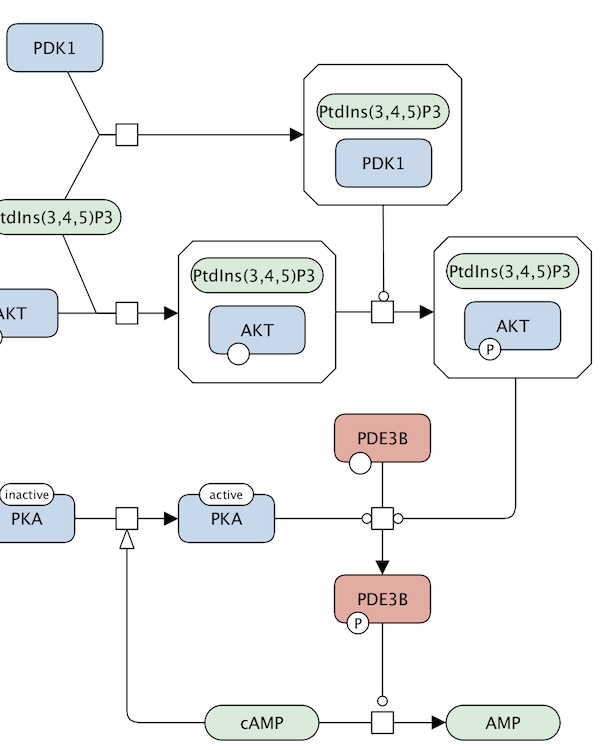 PDK1
PtdIns(3,4,5)P3
PDK1
tdIns(3,4,5)P3
PtdIns(3,4,5)P3
AKT
PtdIns(3,4,5)P3
AKT
P
AKT
PDE3B
inactive
PKA
active
PKA
PDE3B
P
cAMP
AMP